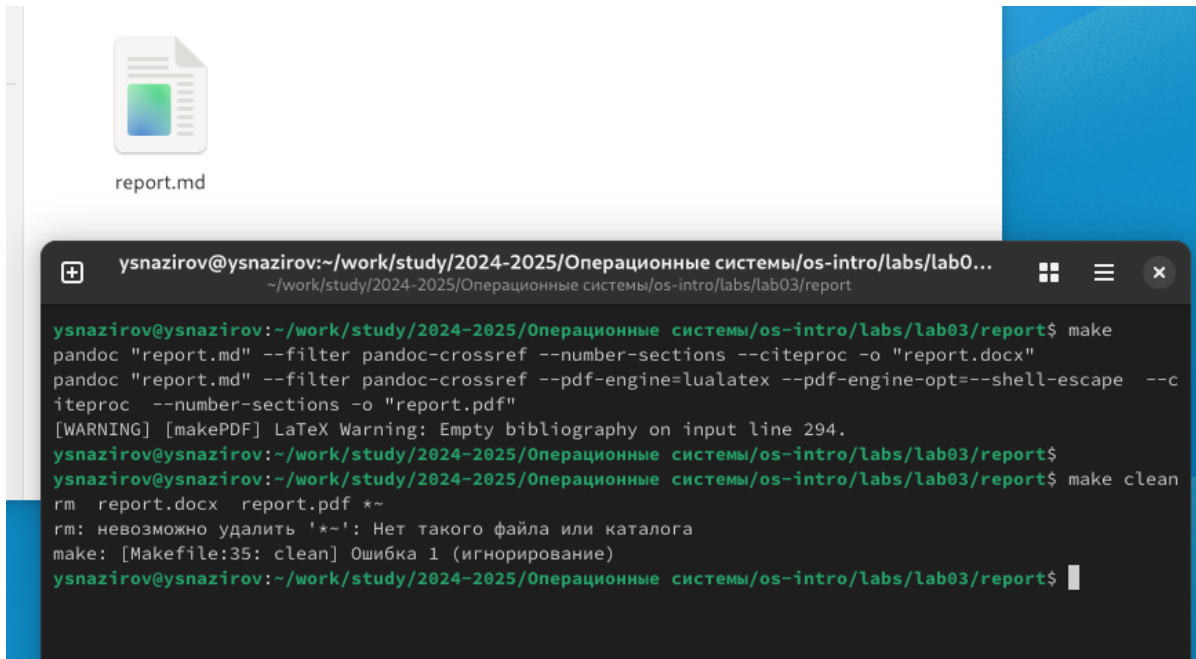 report.md
ysnazirov@ysnazirov:~/work/study/2024-2025/Операционные системы/os-intro/labs/lab0...
~/work/study/2024-2025/Операционные системы/os-intro/labs/lab03/report
ysnazirov@ysnazirov:~/work/study/2024-2025/Операционные системы/os-intro/labs/lab03/report$ make
pandoc "report.md" --filter pandoc-crossref --number-sections --citeproc -o "report.docx"
pandoc "report.md" --filter pandoc-crossref --pdf-engine=lualatex --pdf-engine-opt=--shell-escape  --c
iteproc  --number-sections -o "report.pdf"
[WARNING] [makePDF] LaTeX Warning: Empty bibliography on input line 294.
ysnazirov@ysnazirov:~/work/study/2024-2025/Операционные системы/os-intro/labs/lab03/report$
ysnazirov@ysnazirov:~/work/study/2024-2025/Операционные системы/os-intro/labs/lab03/report$ make clean
rm  report.docx  report.pdf *~
rm: невозможно удалить '*~': Нет такого файла или каталога
make: [Makefile:35: clean] Ошибка 1 (игнорирование)
ysnazirov@ysnazirov:~/work/study/2024-2025/Операционные системы/os-intro/labs/lab03/report$